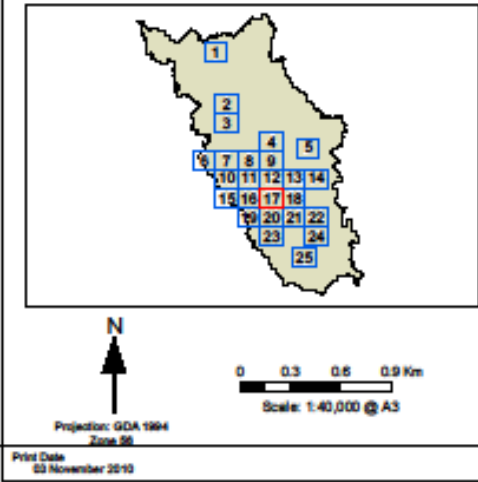 1
2
3
4
5
6 7 8 9
10 11 12 13 14
15 16 17 18
19 20 21 22
23 24
25
N
0 0.3 0.6 0.9 Km
Scale: 1:40,000 @ A3
Projection: GDA 1994
Zone 56
Print Date
03 November 2010